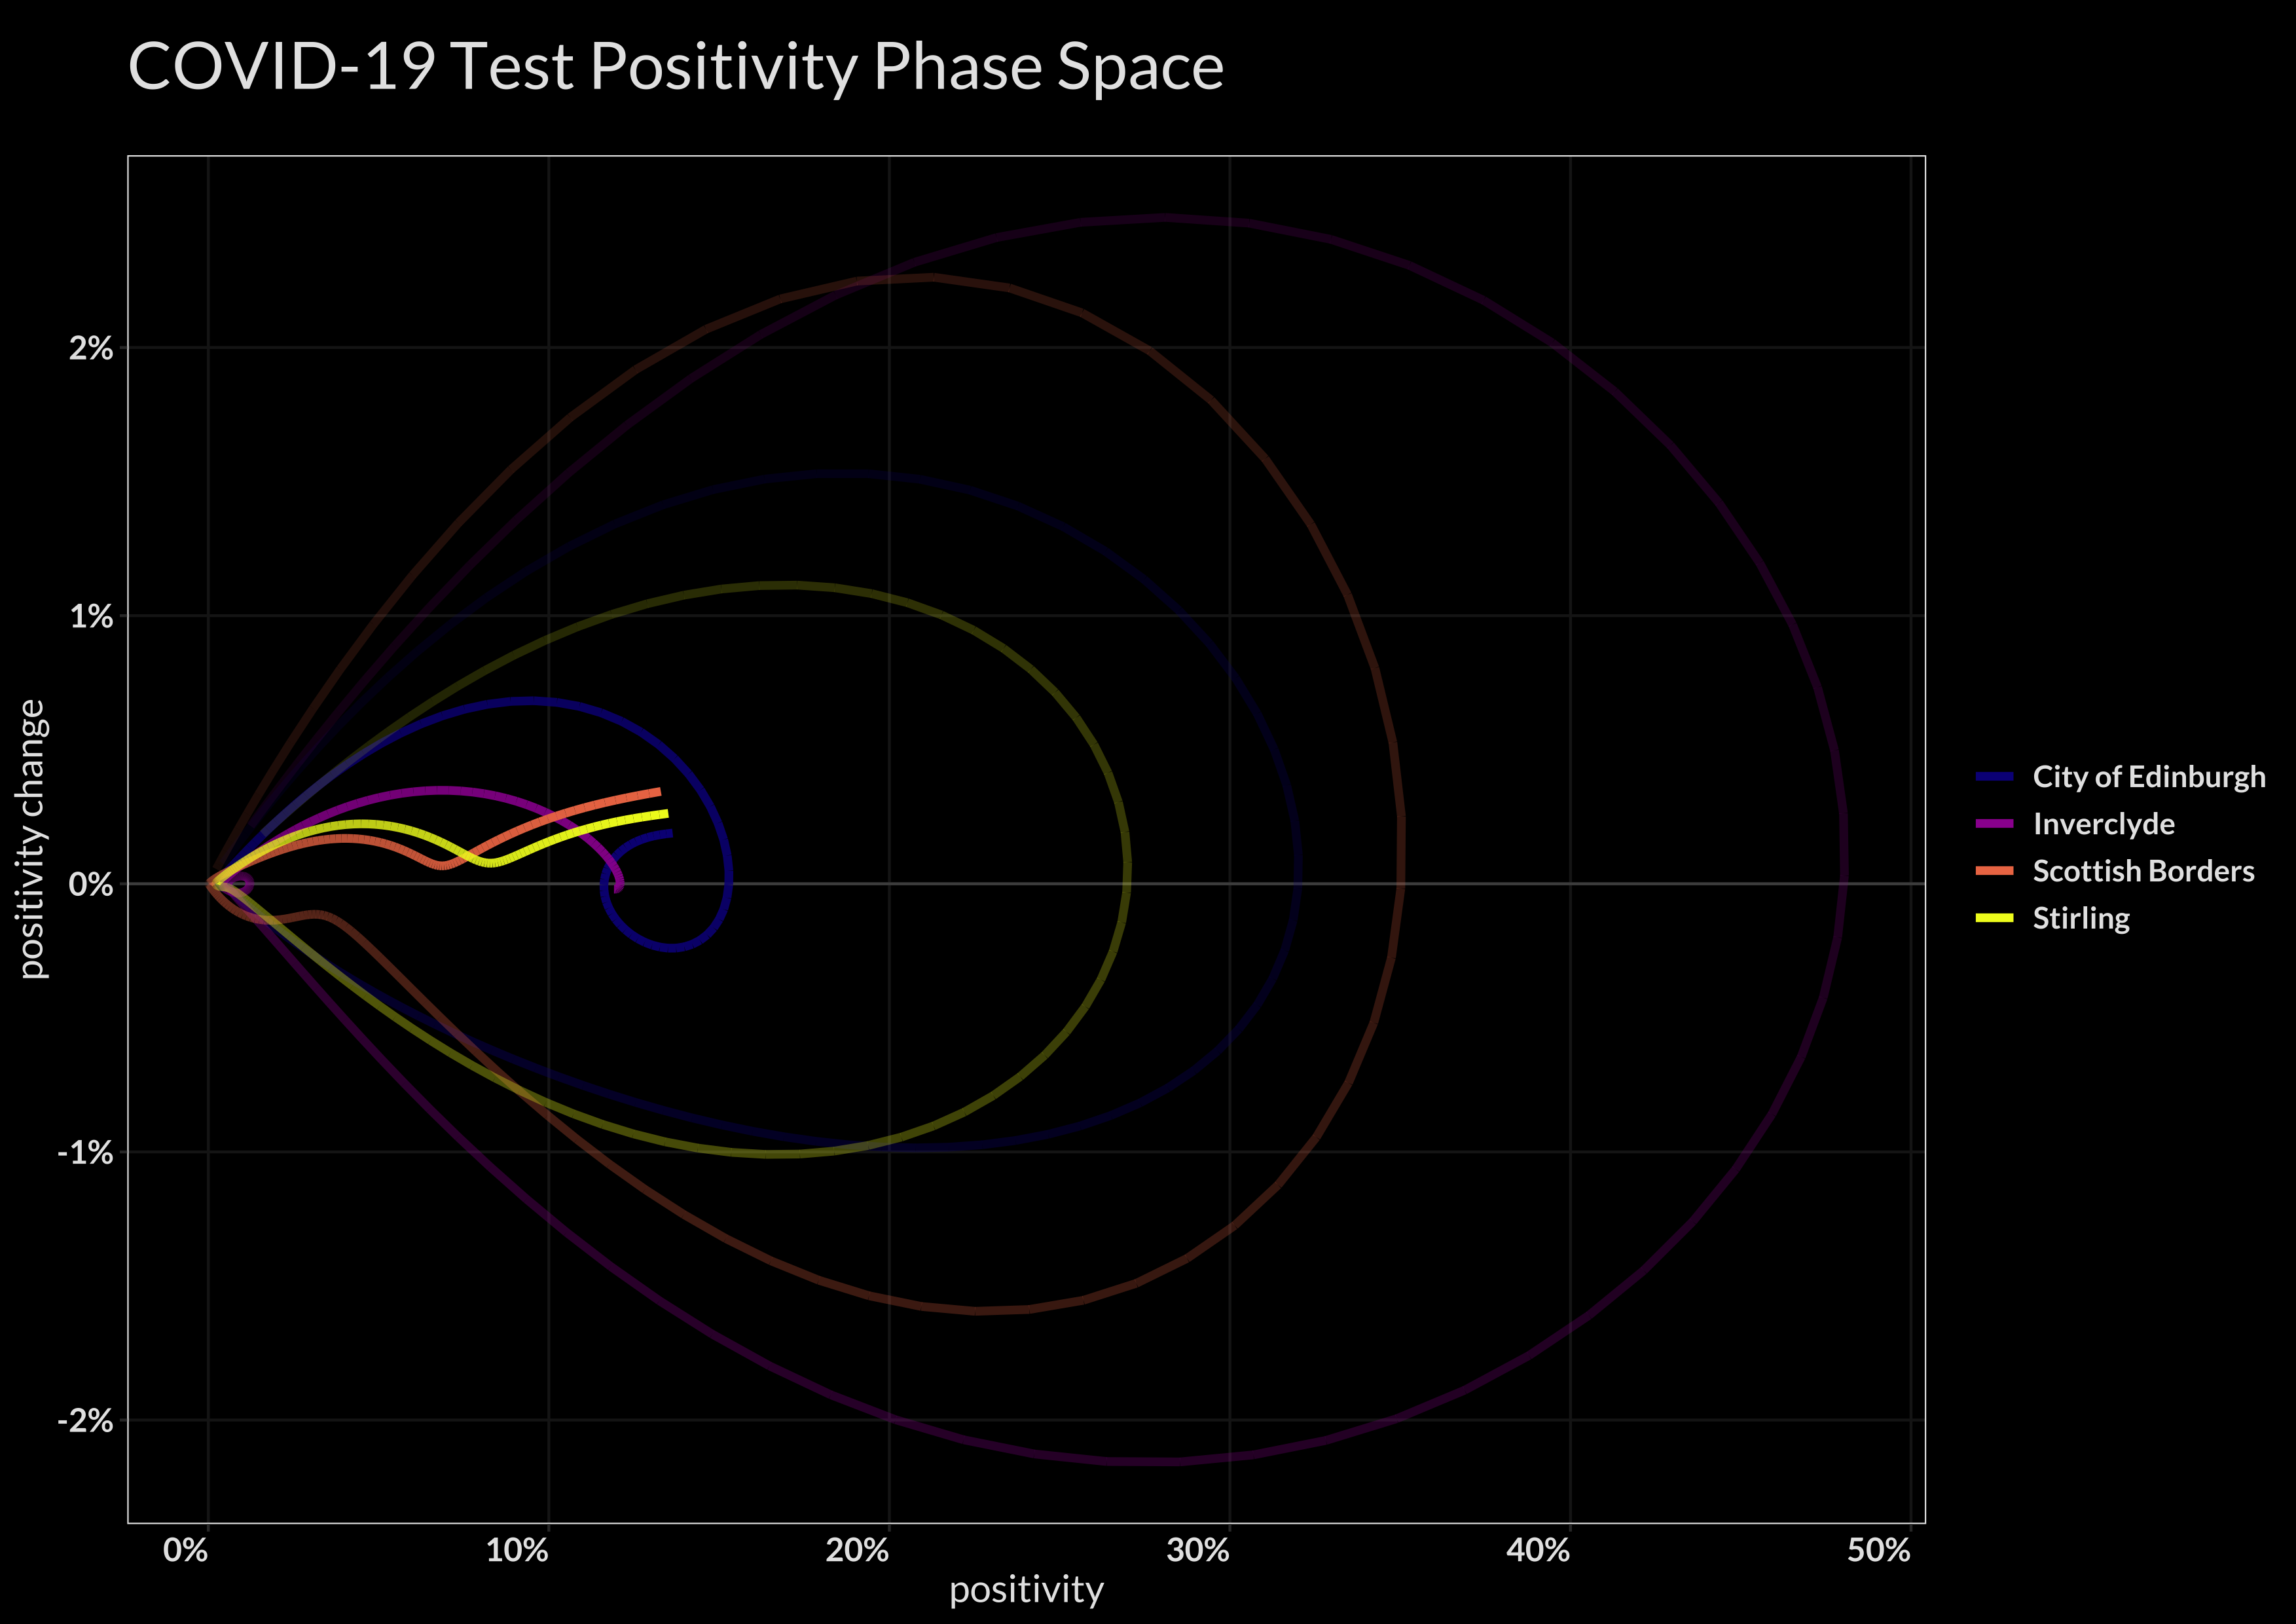 COVID-19 Test Positivity Phase Space
positivity change
2%
1%
0%
-1%
-2%
0%
10%
20%
30%
40%
50%
positivity
City of Edinburgh
Inverclyde
Scottish Borders
Stirling